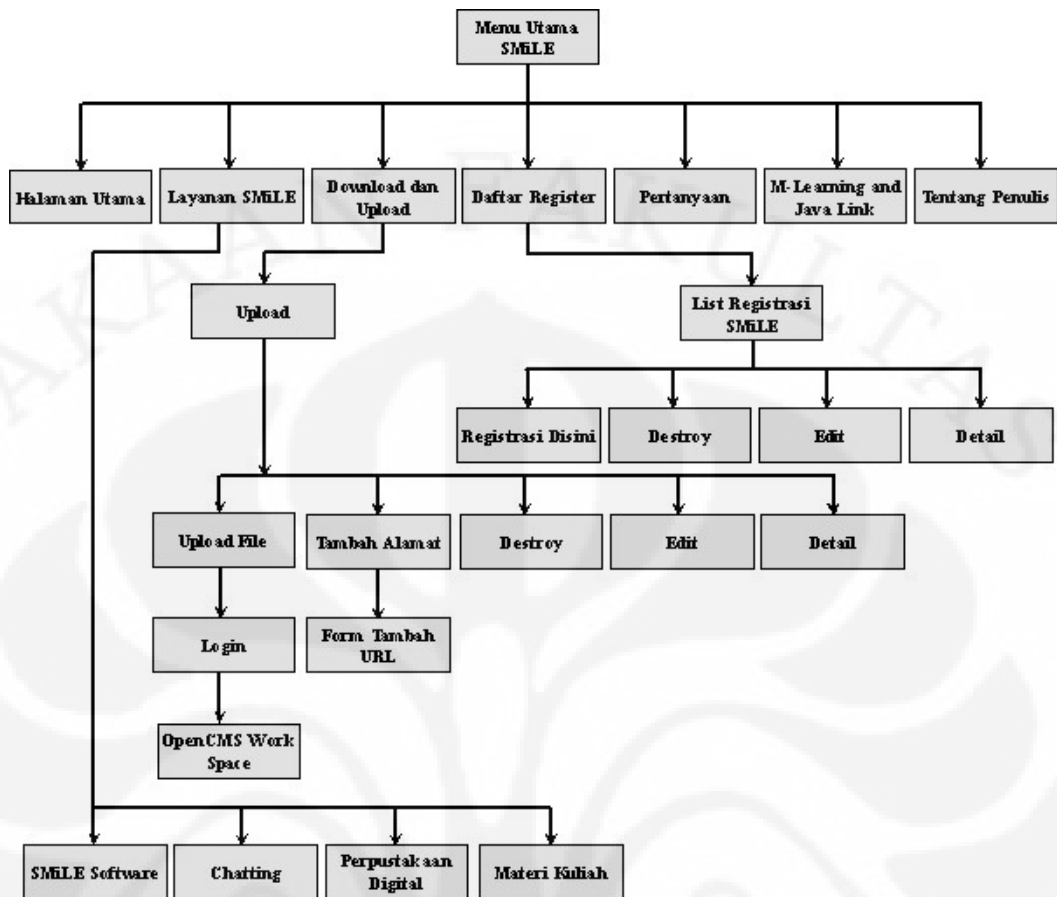 Menu Utama
SMiLE
Halaman Utama
Layanan SMiLE
Download dan
Upload
Daftar Register
Pertanyaan
M-Learning and
Java Link
Tentang Penulis
Upload
List Registrasi
SMiLE
Registrasi Disini
Destroy
Edit
Detail
Upload File
Tambah Alamat
Destroy
Edit
Detail
Login
Form Tambah
URL
OpenCMS Work
Space
SMiLE Software
Chatting
Perpustakaan
Digital
Materi Kuliah
AKAAN FAKULTAS